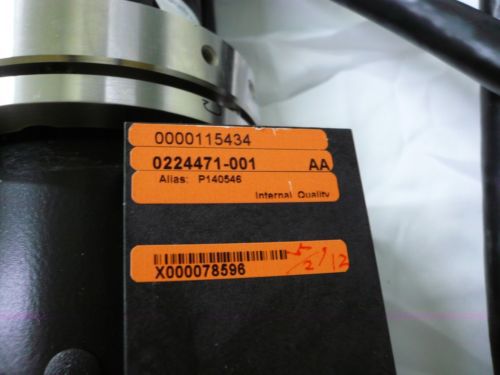 0000115434
0224471-001 AA
Alias: P140546
Internal Quality
X000078596
5/2/12